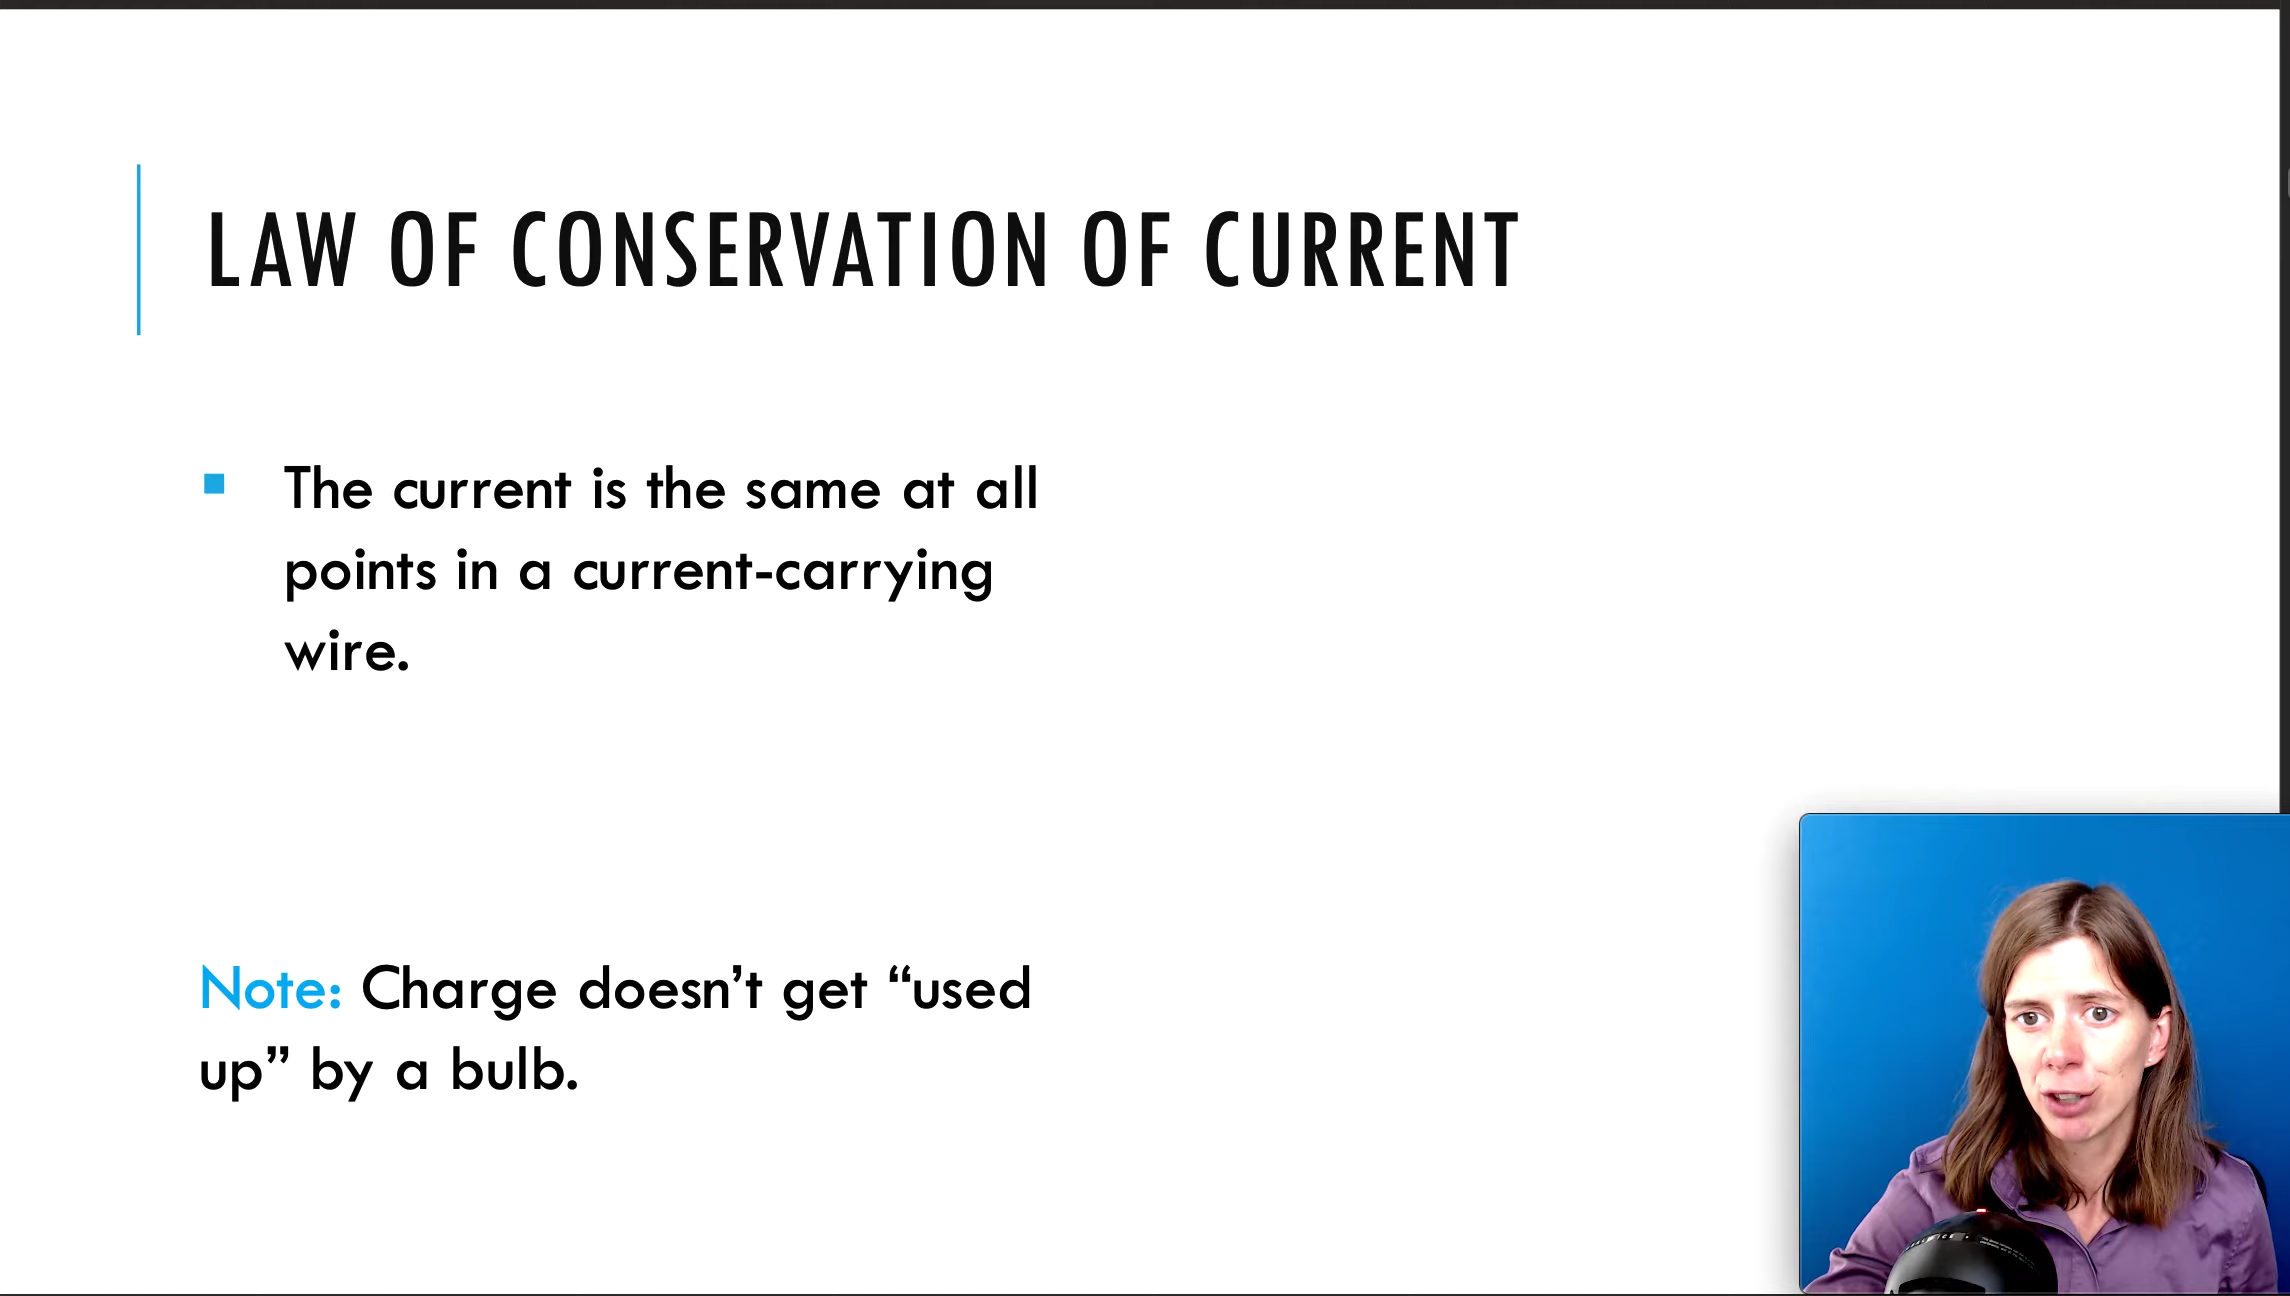 LAW OF CONSERVATION OF CURRENT
The current is the same at all
points in a current-carrying
wire.
Note: Charge doesn’t get “used
up” by a bulb.